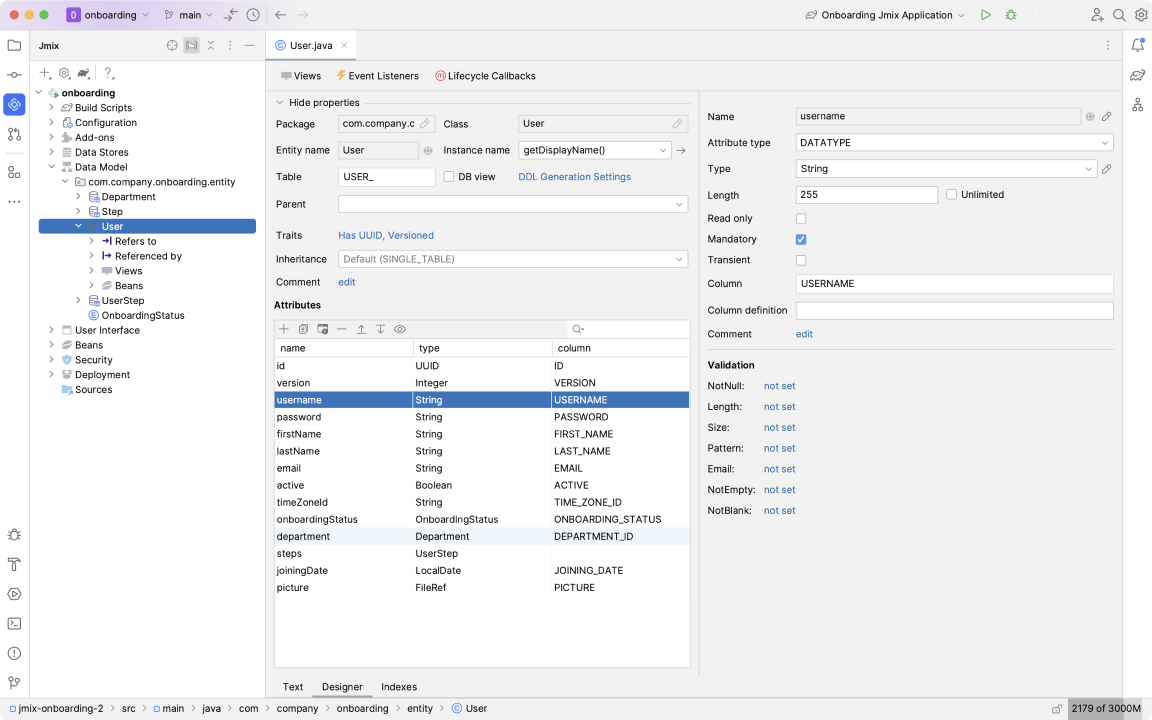 onboarding main Onboarding Jmix Application
Jmix
User.java
onboarding
Build Scripts
Configuration
Add-ons
Data Stores
Data Model
com.company.onboarding.entity
Department
Step
User
Refers to
Referenced by
Views
Beans
UserStep
OnboardingStatus
User Interface
Beans
Security
Deployment
Sources
Views Event Listeners Lifecycle Callbacks
Hide properties
Package com.company.c Class User
Entity name User Instance name getDisplayName()
Table USER_ DB view DDL Generation Settings
Parent
Traits Has UUID, Versioned
Inheritance Default (SINGLE_TABLE)
Comment edit
Attributes
name type column
id UUID ID
version Integer VERSION
username String USERNAME
password String PASSWORD
firstName String FIRST_NAME
lastName String LAST_NAME
email String EMAIL
active Boolean ACTIVE
timeZoneId String TIME_ZONE_ID
onboardingStatus OnboardingStatus ONBOARDING_STATUS
department Department DEPARTMENT_ID
steps UserStep
joiningDate LocalDate JOINING_DATE
picture FileRef PICTURE
Text Designer Indexes
Name username
Attribute type DATATYPE
Type String
Length 255 Unlimited
Read only
Mandatory
Transient
Column USERNAME
Column definition
Comment edit
Validation
NotNull: not set
Length: not set
Size: not set
Pattern: not set
Email: not set
NotEmpty: not set
NotBlank: not set
jmix-onboarding-2 src main java com company onboarding entity User 2179 of 3000M